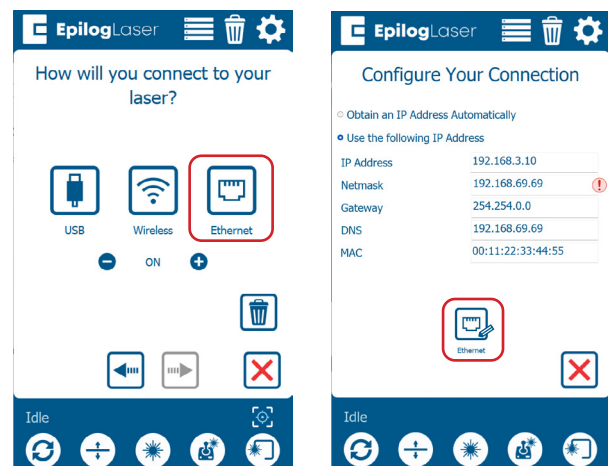 EpilogLaser
How will you connect to your
laser?
USB Wireless Ethernet
ON
Idle
EpilogLaser
Configure Your Connection
Obtain an IP Address Automatically
Use the following IP Address
IP Address 192.168.3.10
Netmask 192.168.69.69
Gateway 254.254.0.0
DNS 192.168.69.69
MAC 00:11:22:33:44:55
Ethernet
Idle